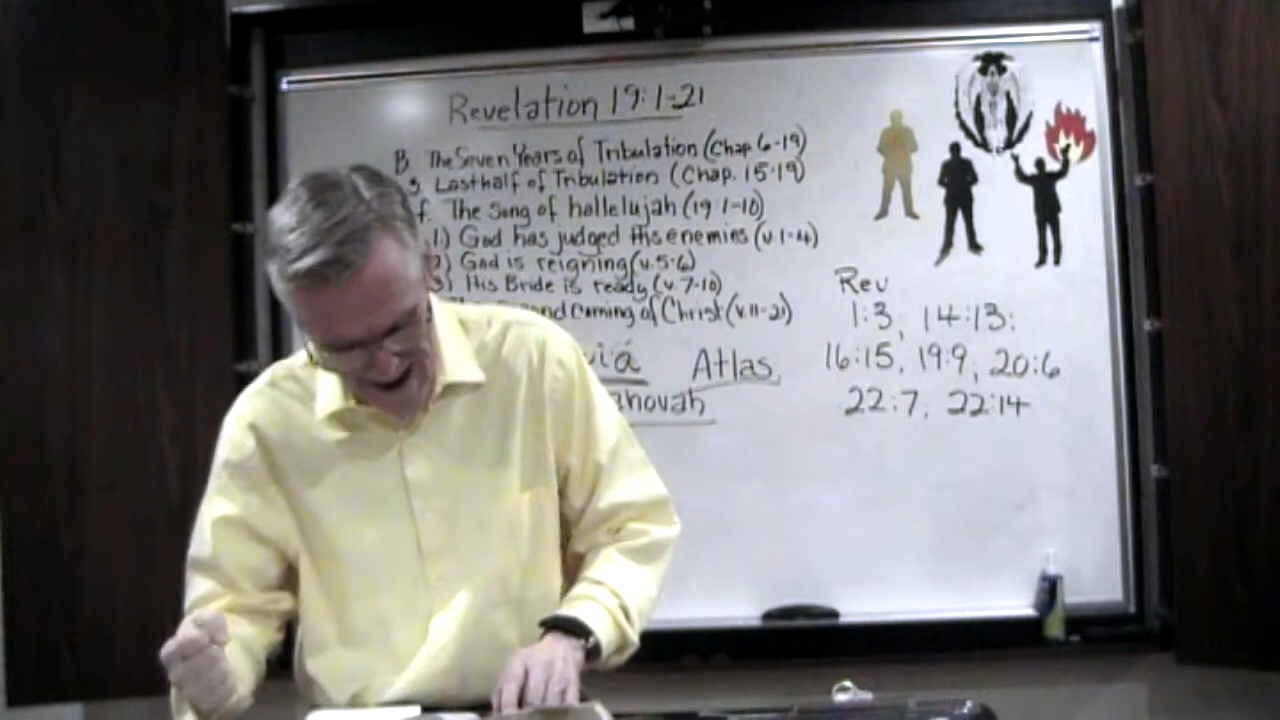 Revelation 19:1-21
B. The Seven Years of Tribulation (Chap 6-19)
Last half of Tribulation (Chap. 15-19)
f. The Song of hallelujah (19 1-10)
1.) God has judged His enemies (v.1-4)
2) God is reigning (v.5-6)
3) His Bride is ready (v.7-10)
Coming of Christ (v.11-21)
Atlas
Rev
1:3, 14:13:
16:15, 19:9, 20:6
22:7, 22:14